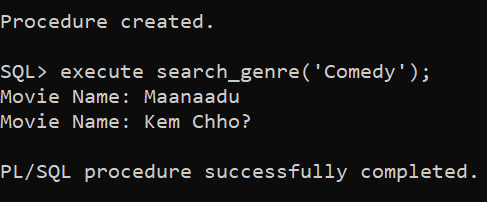 Procedure created.
SQL> execute search_genre('Comedy');
Movie Name: Maanaadu
Movie Name: Kem Chho?
PL/SQL procedure successfully completed.